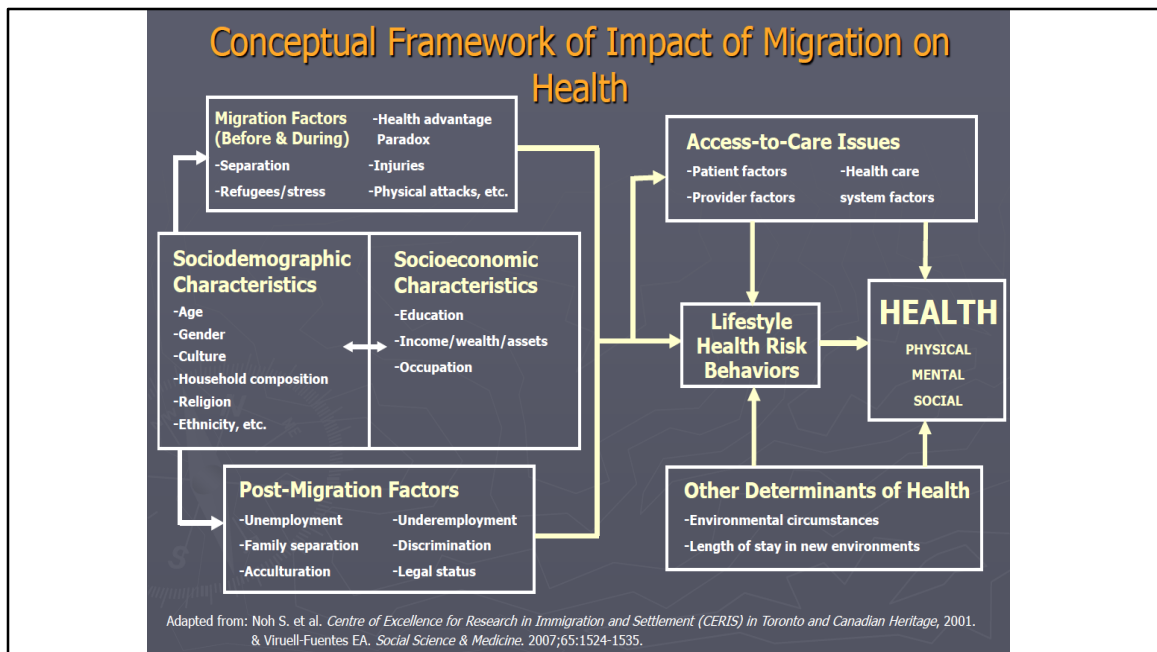 Conceptual Framework of Impact of Migration on
Health
Migration Factors
(Before & During)
-Separation
-Refugees/stress
-Health advantage
Paradox
-Injuries
-Physical attacks, etc.
Sociodemographic
Characteristics
-Age
-Gender
-Culture
-Household composition
-Religion
-Ethnicity, etc.
Socioeconomic
Characteristics
-Education
-Income/wealth/assets
-Occupation
Post-Migration Factors
-Unemployment
-Family separation
-Acculturation
-Underemployment
-Discrimination
-Legal status
Access-to-Care Issues
-Patient factors
-Provider factors
-Health care
system factors
Lifestyle
Health Risk
Behaviors
HEALTH
PHYSICAL
MENTAL
SOCIAL
Other Determinants of Health
-Environmental circumstances
-Length of stay in new environments
Adapted from: Noh S. et al. Centre of Excellence for Research in Immigration and Settlement (CERIS) in Toronto and Canadian Heritage, 2001.
& Viruell-Fuentes EA. Social Science & Medicine. 2007;65:1524-1535.